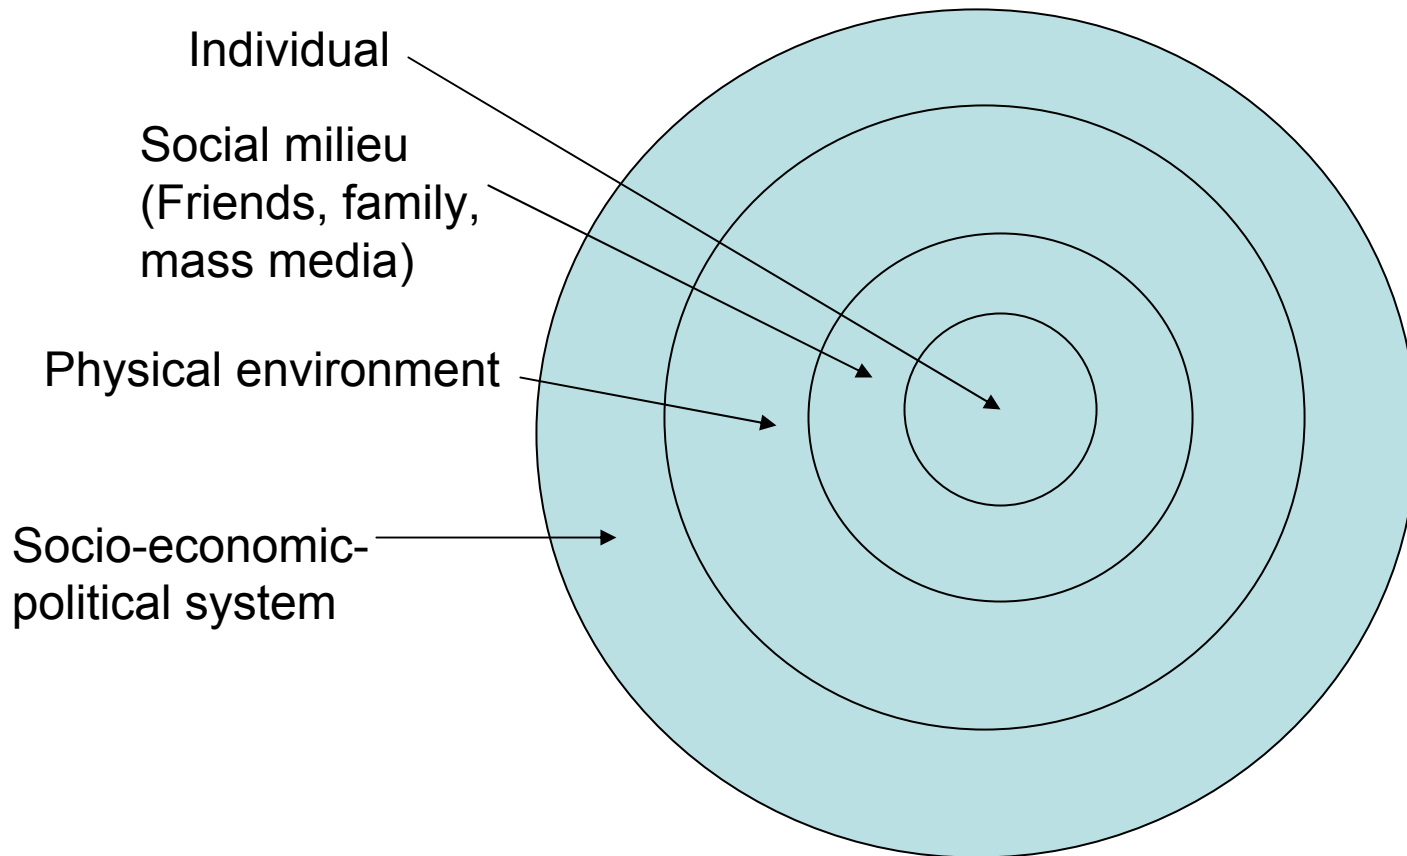 Individual
Social milieu
(Friends, family,
mass media)
Physical environment
Socio-economic-
political system